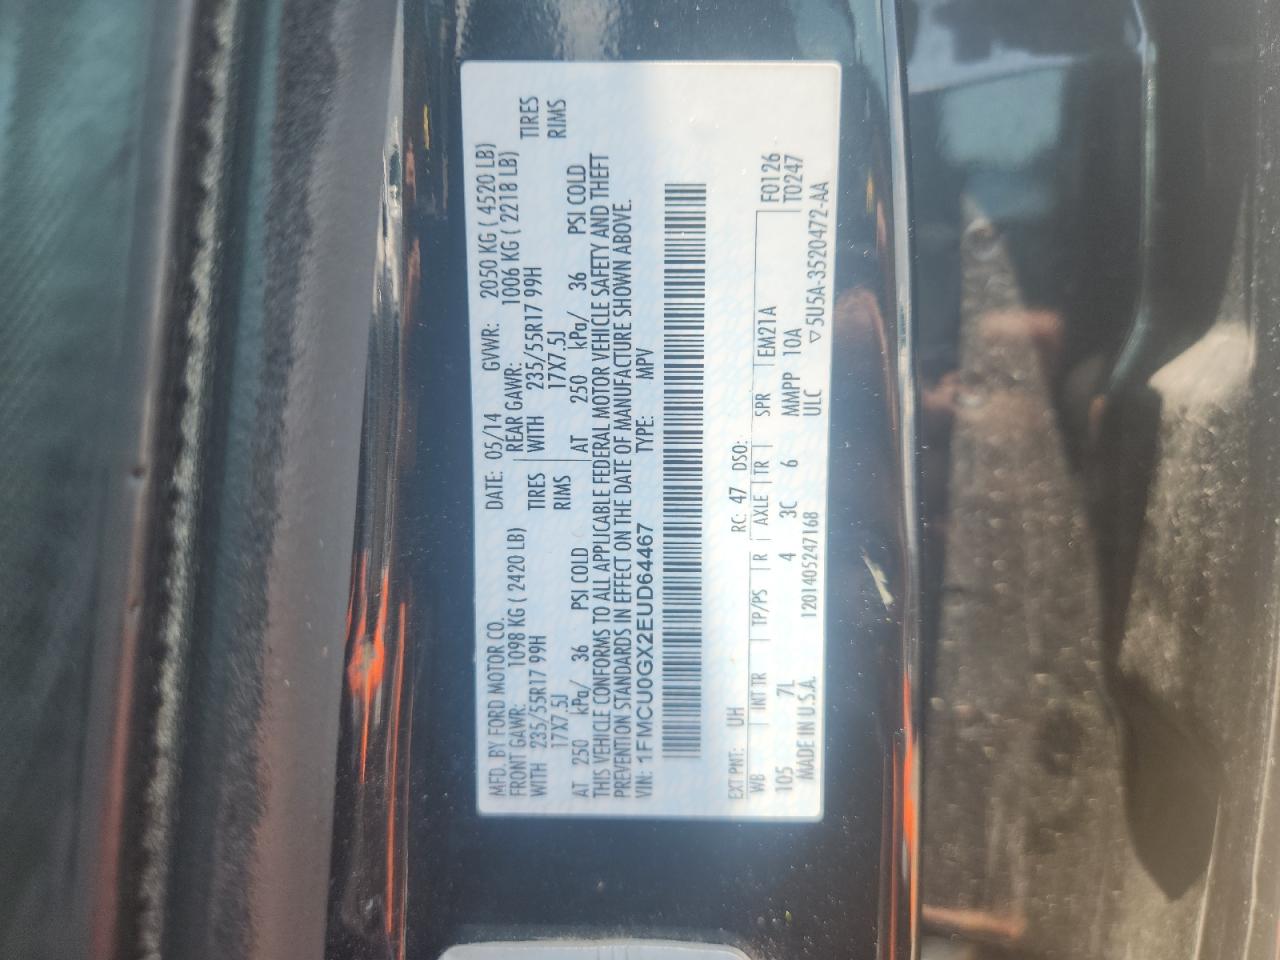 MFD. BY FORD MOTOR CO. DATE: 05/14 GVWR: 2050 KG ( 4520 LB)
FRONT GAWR: 1098 KG ( 2420 LB) REAR GAWR: 1006 KG ( 2218 LB)
WITH 235/55R17 99H TIRES WITH 235/55R17 99H TIRES
17X7.5J RIMS 17X7.5J RIMS
AT 250 kPa/ 36 PSI COLD AT 250 kPa/ 36 PSI COLD
THIS VEHICLE CONFORMS TO ALL APPLICABLE FEDERAL MOTOR VEHICLE SAFETY AND THEFT
PREVENTION STANDARDS IN EFFECT ON THE DATE OF MANUFACTURE SHOWN ABOVE.
VIN: 1FMCU0GX2EUD64467 TYPE: MPV
EXT PNT: UH RC: 47 DSO: F0126
WB INT TR TP/PS R AXLE TR SPR EM21A T0247
105 7L 4 3C 6 MMPP 10A
MADE IN U.S.A. 120140524​7168 ULC ▽5U5A-3520472-AA